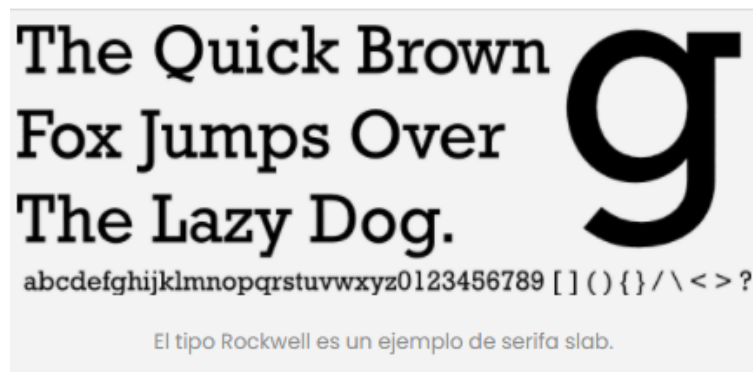 The Quick Brown
Fox Jumps Over
The Lazy Dog.
g
abcdefghijklmnopqrstuvwxyz0123456789 [ ] ( ) { } / \ < > ?
El tipo Rockwell es un ejemplo de serifa slab.